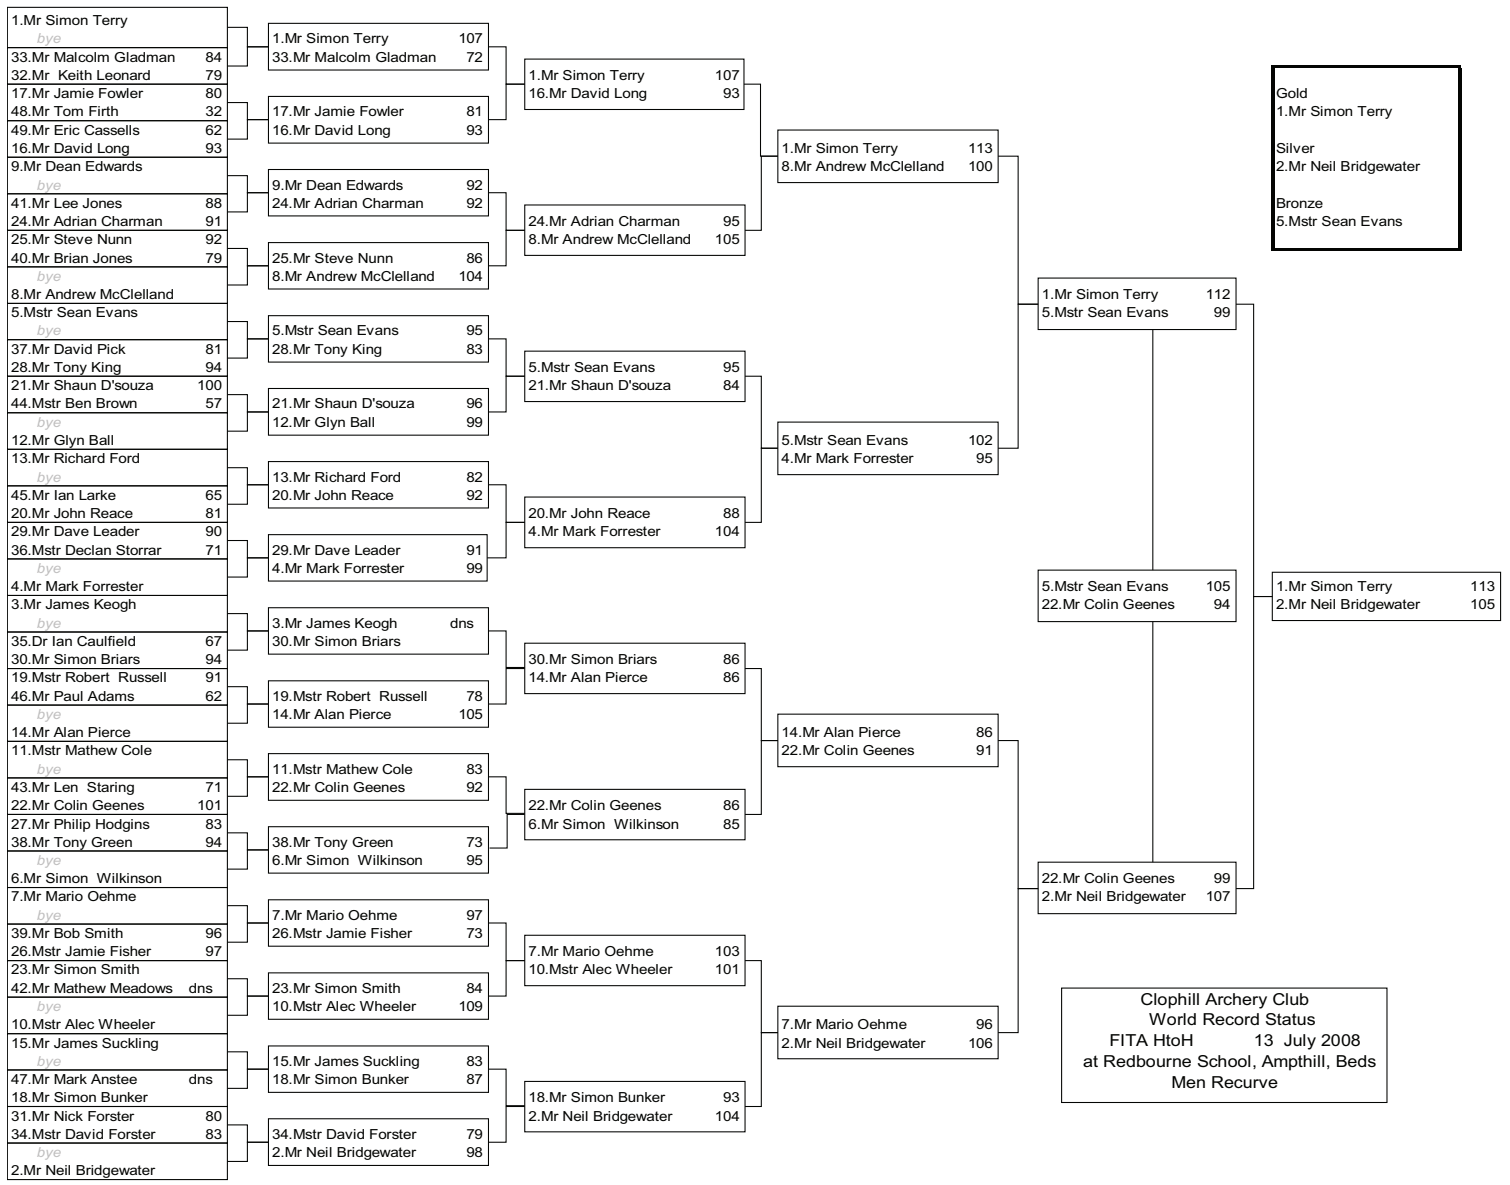 1.Mr Simon Terry
bye
33.Mr Malcolm Gladman 84
32.Mr  Keith Leonard 79
17.Mr Jamie Fowler 80
48.Mr Tom Firth 32
49.Mr Eric Cassells 62
16.Mr David Long 93
9.Mr Dean Edwards
bye
41.Mr Lee Jones 88
24.Mr Adrian Charman 91
25.Mr Steve Nunn 92
40.Mr Brian Jones 79
bye
8.Mr Andrew McClelland
5.Mstr Sean Evans
bye
37.Mr David Pick 81
28.Mr Tony King 94
21.Mr Shaun D'souza 100
44.Mstr Ben Brown 57
bye
12.Mr Glyn Ball
13.Mr Richard Ford
bye
45.Mr Ian Larke 65
20.Mr John Reace 81
29.Mr Dave Leader 90
36.Mstr Declan Storrar 71
bye
4.Mr Mark Forrester
3.Mr James Keogh
bye
35.Dr Ian Caulfield 67
30.Mr Simon Briars 94
19.Mstr Robert  Russell 91
46.Mr Paul Adams 62
bye
14.Mr Alan Pierce
11.Mstr Mathew Cole
bye
43.Mr Len  Staring 71
22.Mr Colin Geenes 101
27.Mr Philip Hodgins 83
38.Mr Tony Green 94
bye
6.Mr Simon  Wilkinson
7.Mr Mario Oehme
bye
39.Mr Bob Smith 96
26.Mstr Jamie Fisher 97
23.Mr Simon Smith
42.Mr Mathew Meadows dns
bye
10.Mstr Alec Wheeler
15.Mr James Suckling
bye
47.Mr Mark Anstee dns
18.Mr Simon Bunker
31.Mr Nick Forster 80
34.Mstr David Forster 83
bye
2.Mr Neil Bridgewater
1.Mr Simon Terry 107
33.Mr Malcolm Gladman 72
17.Mr Jamie Fowler 81
16.Mr David Long 93
9.Mr Dean Edwards 92
24.Mr Adrian Charman 92
25.Mr Steve Nunn 86
8.Mr Andrew McClelland 104
5.Mstr Sean Evans 95
28.Mr Tony King 83
21.Mr Shaun D'souza 96
12.Mr Glyn Ball 99
13.Mr Richard Ford 82
20.Mr John Reace 92
29.Mr Dave Leader 91
4.Mr Mark Forrester 99
3.Mr James Keogh dns
30.Mr Simon Briars
19.Mstr Robert  Russell 78
14.Mr Alan Pierce 105
11.Mstr Mathew Cole 83
22.Mr Colin Geenes 92
38.Mr Tony Green 73
6.Mr Simon  Wilkinson 95
7.Mr Mario Oehme 97
26.Mstr Jamie Fisher 73
23.Mr Simon Smith 84
10.Mstr Alec Wheeler 109
15.Mr James Suckling 83
18.Mr Simon Bunker 87
34.Mstr David Forster 79
2.Mr Neil Bridgewater 98
1.Mr Simon Terry 107
16.Mr David Long 93
24.Mr Adrian Charman 95
8.Mr Andrew McClelland 105
5.Mstr Sean Evans 95
21.Mr Shaun D'souza 84
20.Mr John Reace 88
4.Mr Mark Forrester 104
30.Mr Simon Briars 86
14.Mr Alan Pierce 86
22.Mr Colin Geenes 86
6.Mr Simon  Wilkinson 85
7.Mr Mario Oehme 103
10.Mstr Alec Wheeler 101
18.Mr Simon Bunker 93
2.Mr Neil Bridgewater 104
1.Mr Simon Terry 113
8.Mr Andrew McClelland 100
5.Mstr Sean Evans 102
4.Mr Mark Forrester 95
14.Mr Alan Pierce 86
22.Mr Colin Geenes 91
7.Mr Mario Oehme 96
2.Mr Neil Bridgewater 106
1.Mr Simon Terry 112
5.Mstr Sean Evans 99
5.Mstr Sean Evans 105
22.Mr Colin Geenes 94
22.Mr Colin Geenes 99
2.Mr Neil Bridgewater 107
1.Mr Simon Terry 113
2.Mr Neil Bridgewater 105
Gold
1.Mr Simon Terry
Silver
2.Mr Neil Bridgewater
Bronze
5.Mstr Sean Evans
Clophill Archery Club
World Record Status
FITA HtoH 13  July 2008
at Redbourne School, Ampthill, Beds
Men Recurve